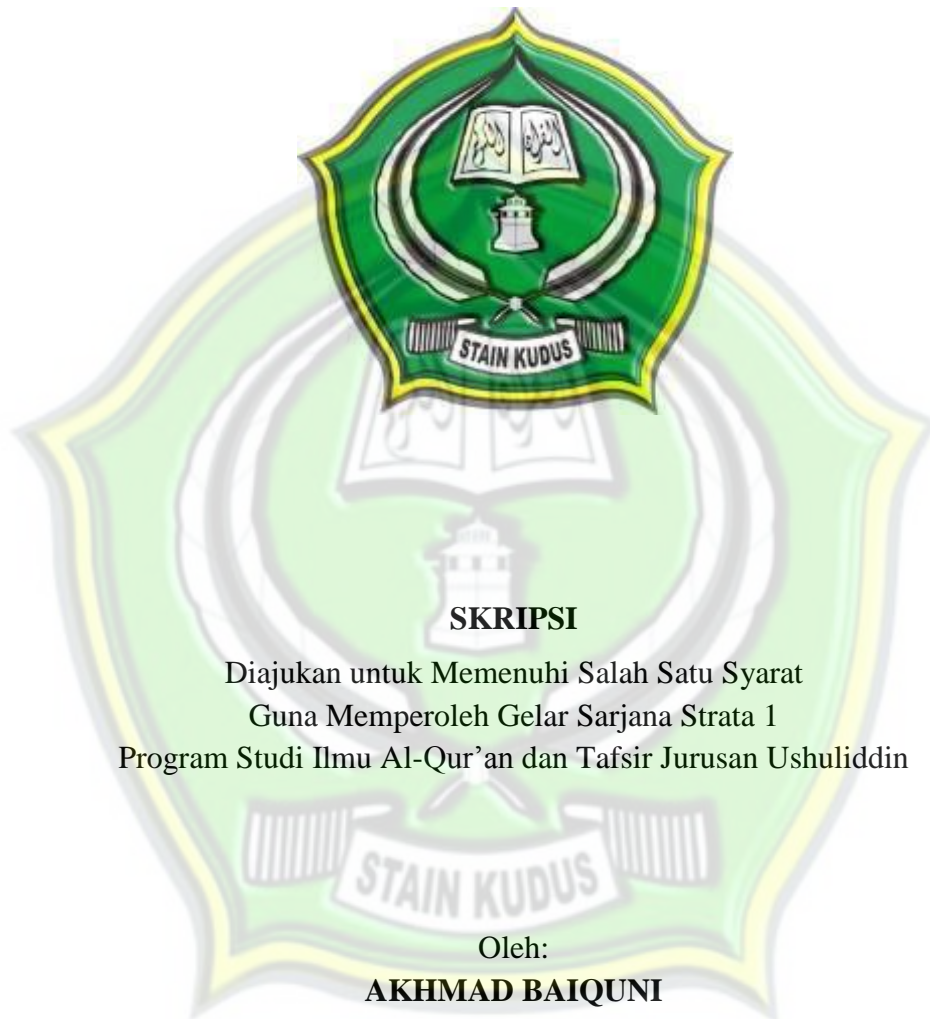 STAIN KUDUS
SKRIPSI
Diajukan untuk Memenuhi Salah Satu Syarat
Guna Memperoleh Gelar Sarjana Strata 1
Program Studi Ilmu Al-Qur’an dan Tafsir Jurusan Ushuliddin
STAIN KUDUS
Oleh:
AKHMAD BAIQUNI